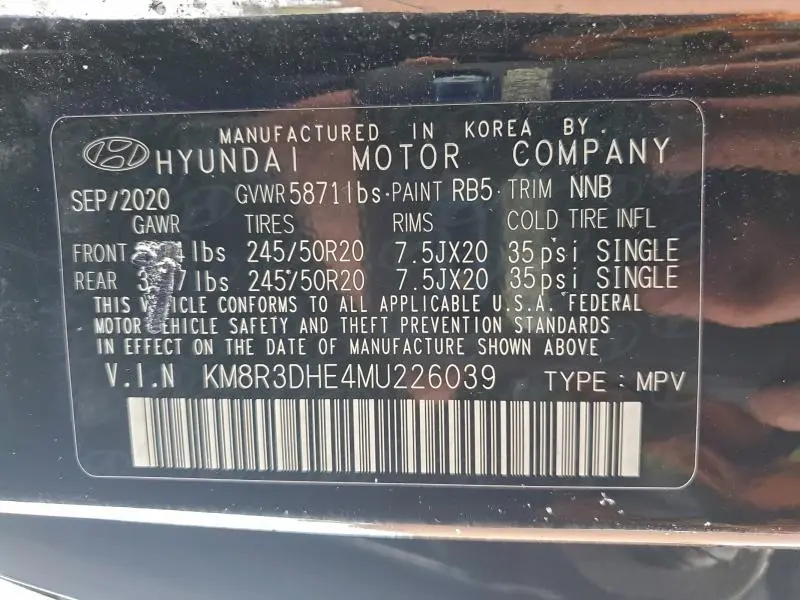 MANUFACTURED IN KOREA BY.
HYUNDAI MOTOR COMPANY
SEP/2020 GVWR 5871lbs·PAINT RB5·TRIM NNB
GAWR TIRES RIMS COLD TIRE INFL
FRONT lbs 245/50R20 7.5JX20 35psi SINGLE
REAR lbs 245/50R20 7.5JX20 35psi SINGLE
THIS VEHICLE CONFORMS TO ALL APPLICABLE U.S.A. FEDERAL
MOTOR VEHICLE SAFETY AND THEFT PREVENTION STANDARDS
IN EFFECT ON THE DATE OF MANUFACTURE SHOWN ABOVE
V.I.N KM8R3DHE4MU226039 TYPE : MPV